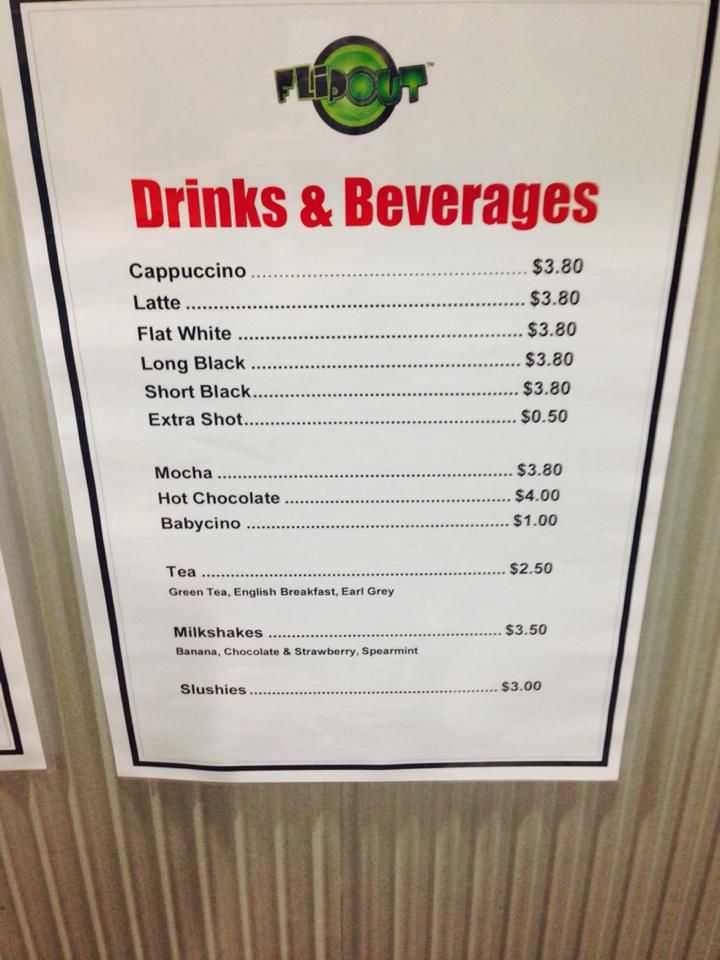 FLiPOUT™
Drinks & Beverages
Cappuccino ........................................ $3.80
Latte ........................................ $3.80
Flat White ........................................ $3.80
Long Black ........................................ $3.80
Short Black ........................................ $3.80
Extra Shot ........................................ $0.50
Mocha ........................................ $3.80
Hot Chocolate ........................................ $4.00
Babycino ........................................ $1.00
Tea ........................................ $2.50
Green Tea, English Breakfast, Earl Grey
Milkshakes ........................................ $3.50
Banana, Chocolate & Strawberry, Spearmint
Slushies ........................................ $3.00